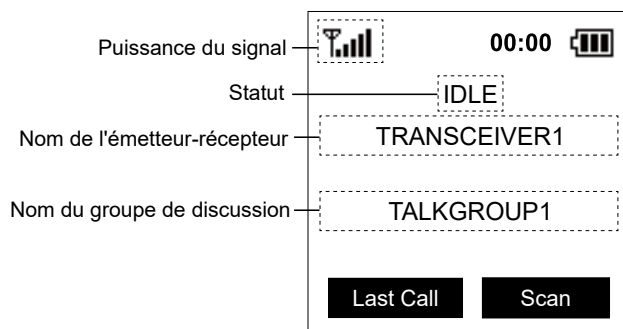 Puissance du signal
00:00
Statut
IDLE
Nom de l'émetteur-récepteur
TRANSCEIVER1
Nom du groupe de discussion
TALKGROUP1
Last Call
Scan